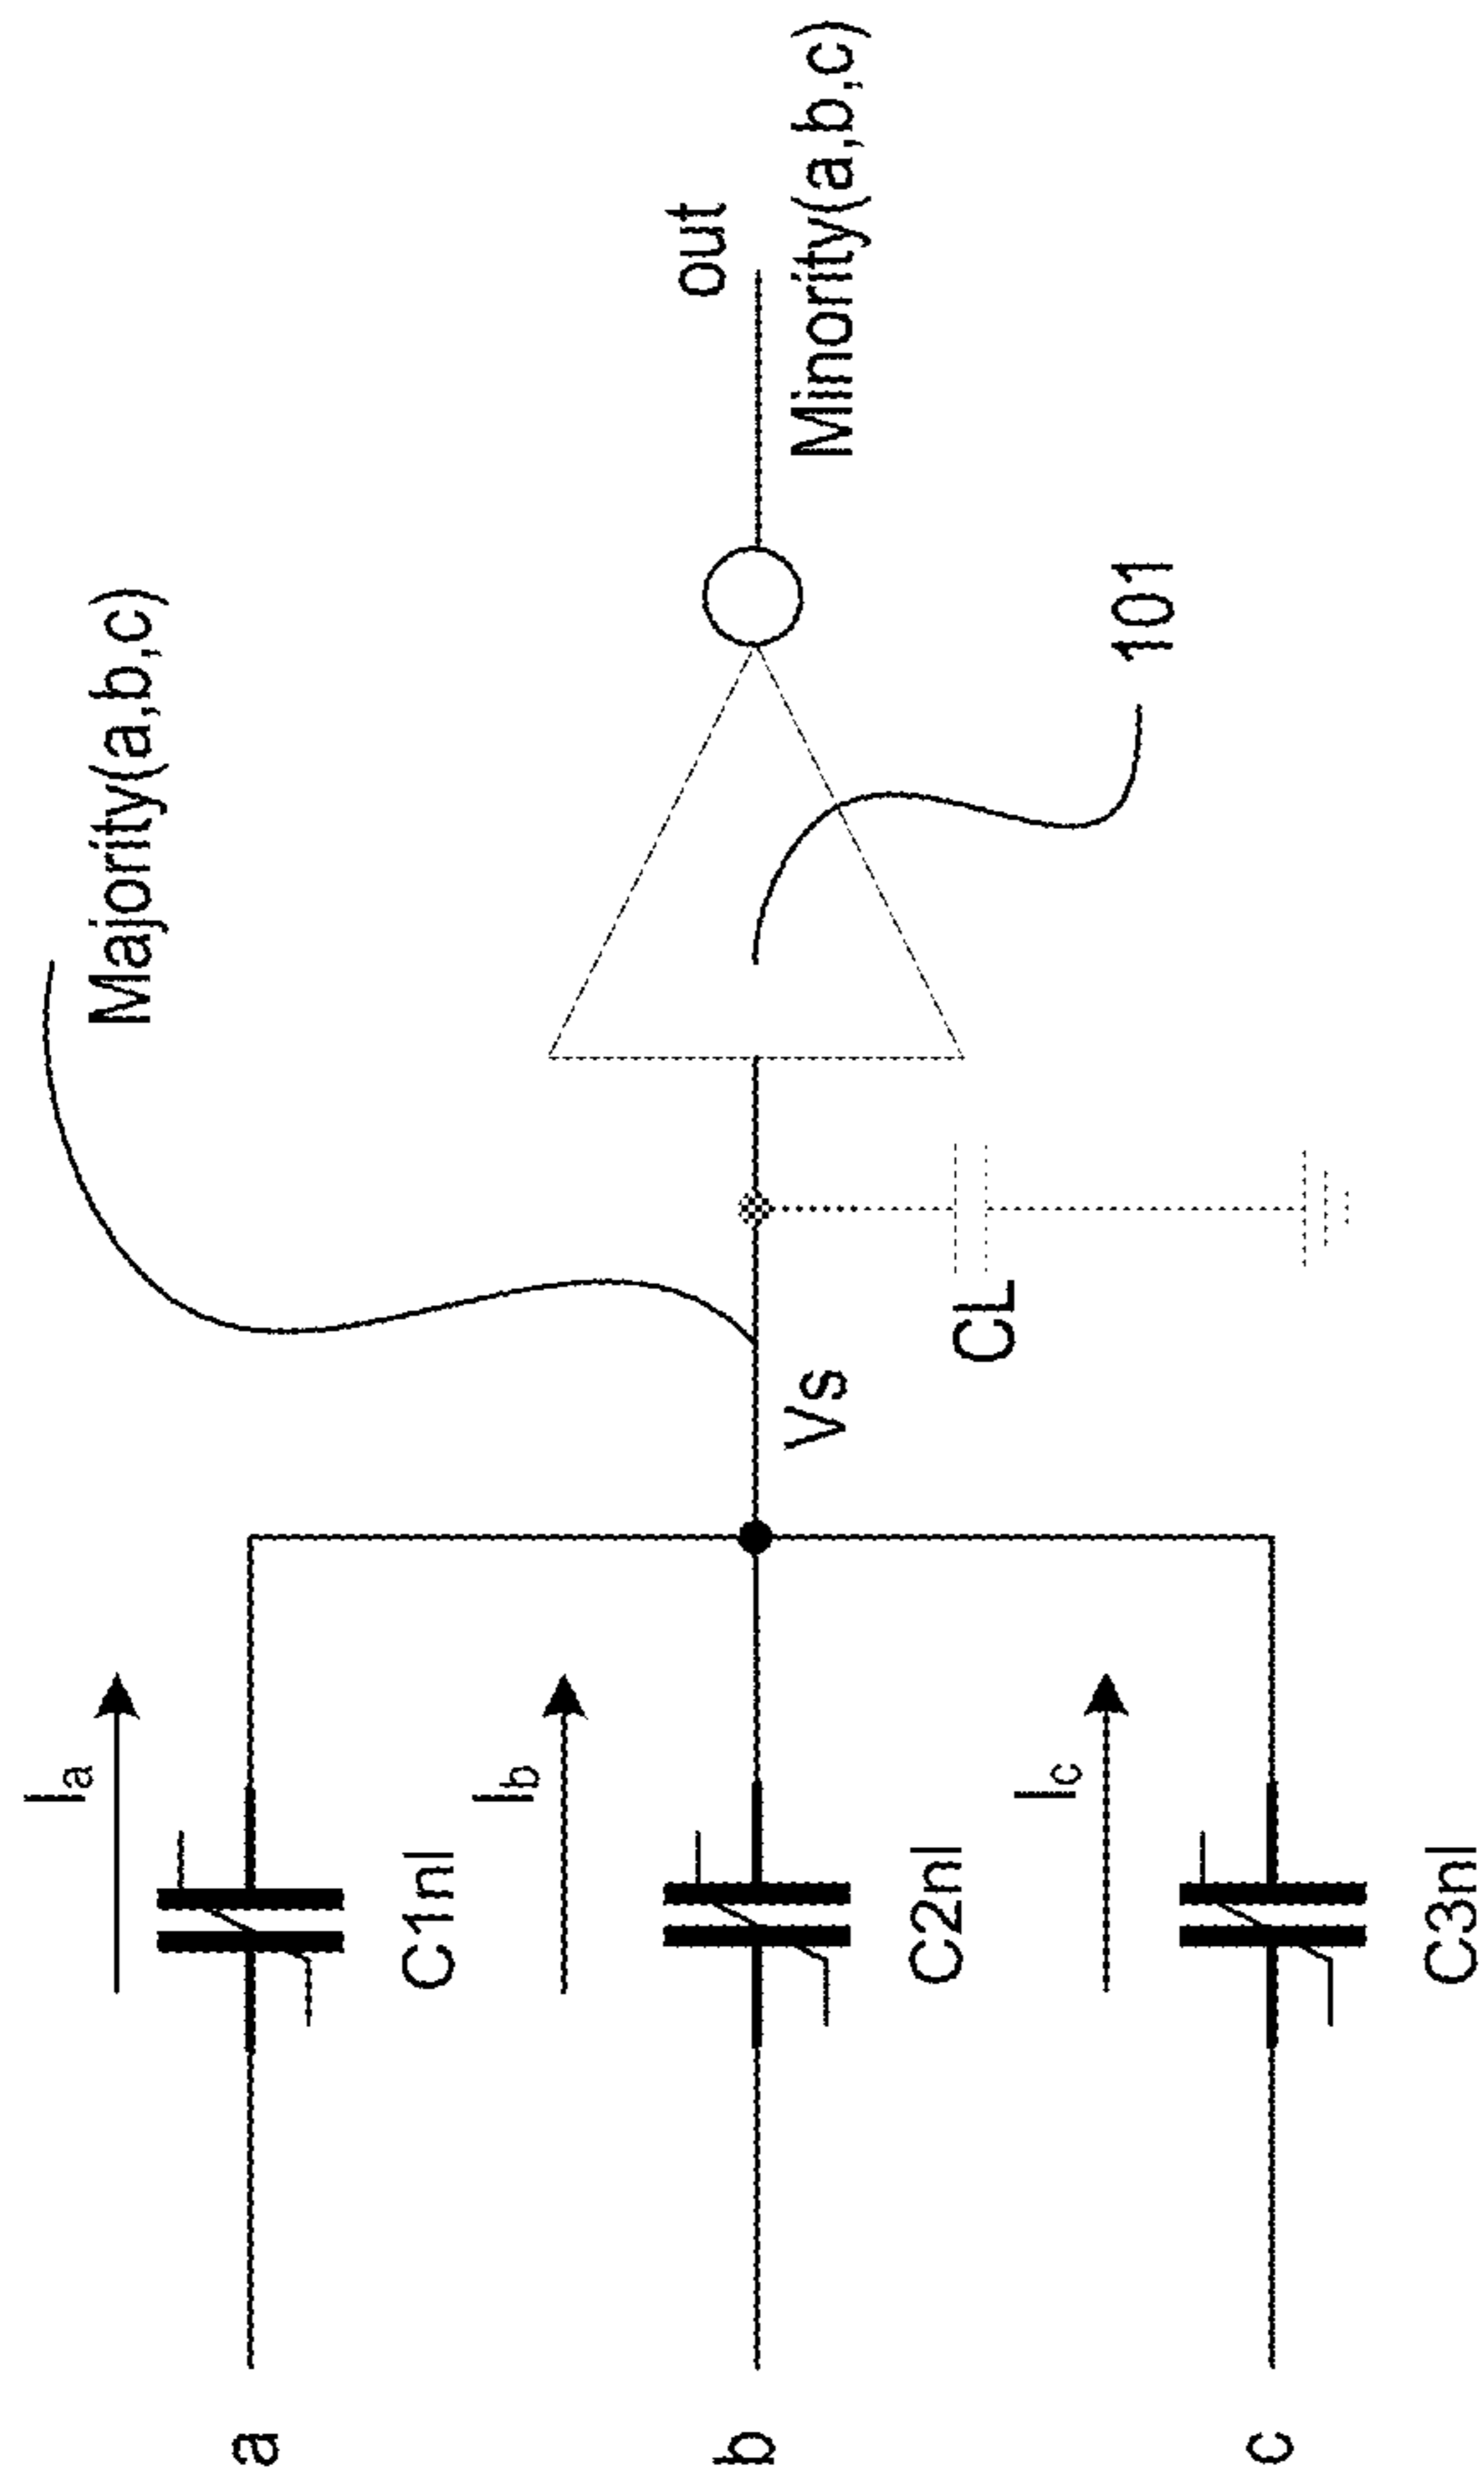 Majority(a,b,c)
Ia
a
C1nl
Ib
out
b
Vs
Minority(a,b,c)
C2nl
CL
Ic
101
c
C3nl